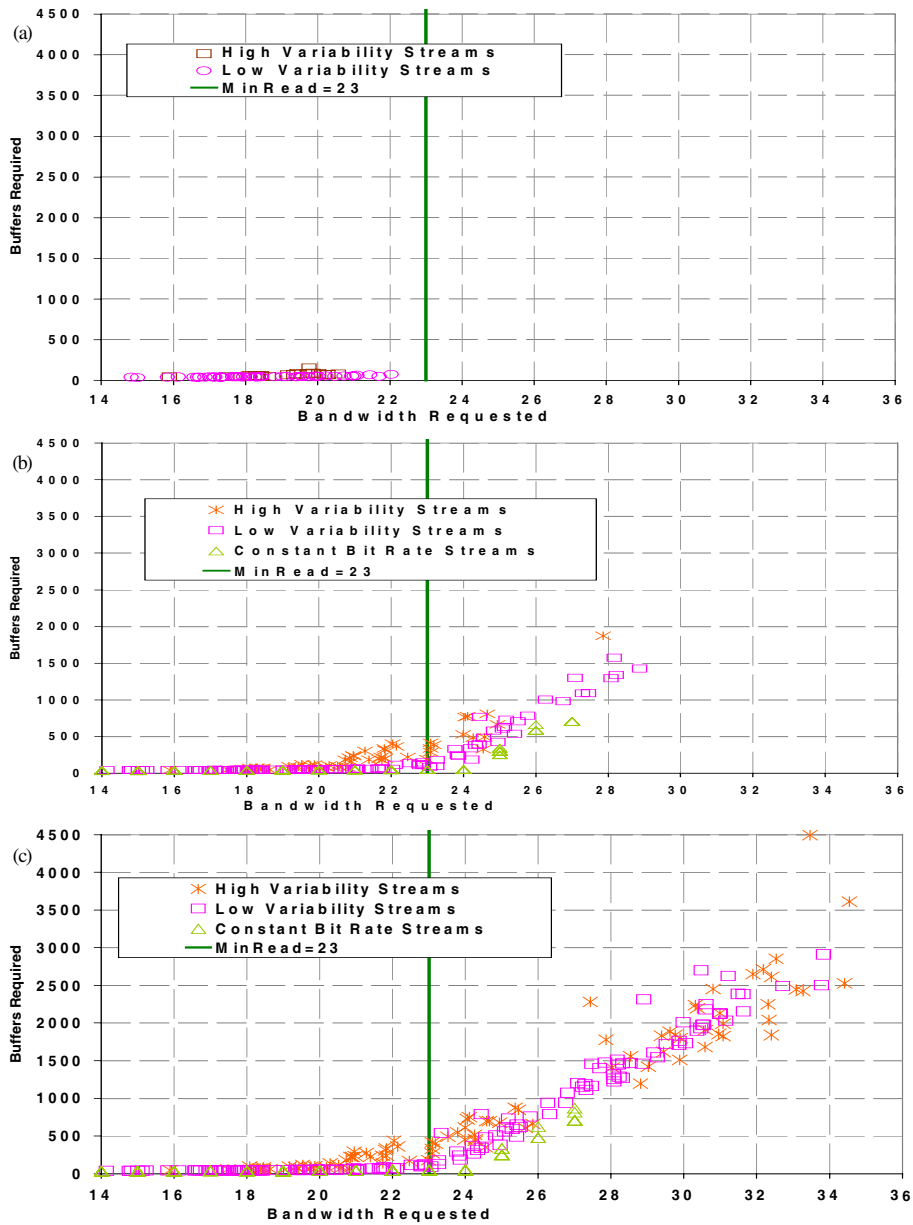 (a)
4500
4000
3500
3000
2500
2000
1500
1000
500
0
Buffers Required
High Variability Streams
Low Variability Streams
MinRead=23
14 16 18 20 22 24 26 28 30 32 34 36
Bandwidth Requested
(b)
4500
4000
3500
3000
2500
2000
1500
1000
500
0
Buffers Required
High Variability Streams
Low Variability Streams
Constant Bit Rate Streams
MinRead=23
14 16 18 20 22 24 26 28 30 32 34 36
Bandwidth Requested
(c)
4500
4000
3500
3000
2500
2000
1500
1000
500
0
Buffers Required
High Variability Streams
Low Variability Streams
Constant Bit Rate Streams
MinRead=23
14 16 18 20 22 24 26 28 30 32 34 36
Bandwidth Requested